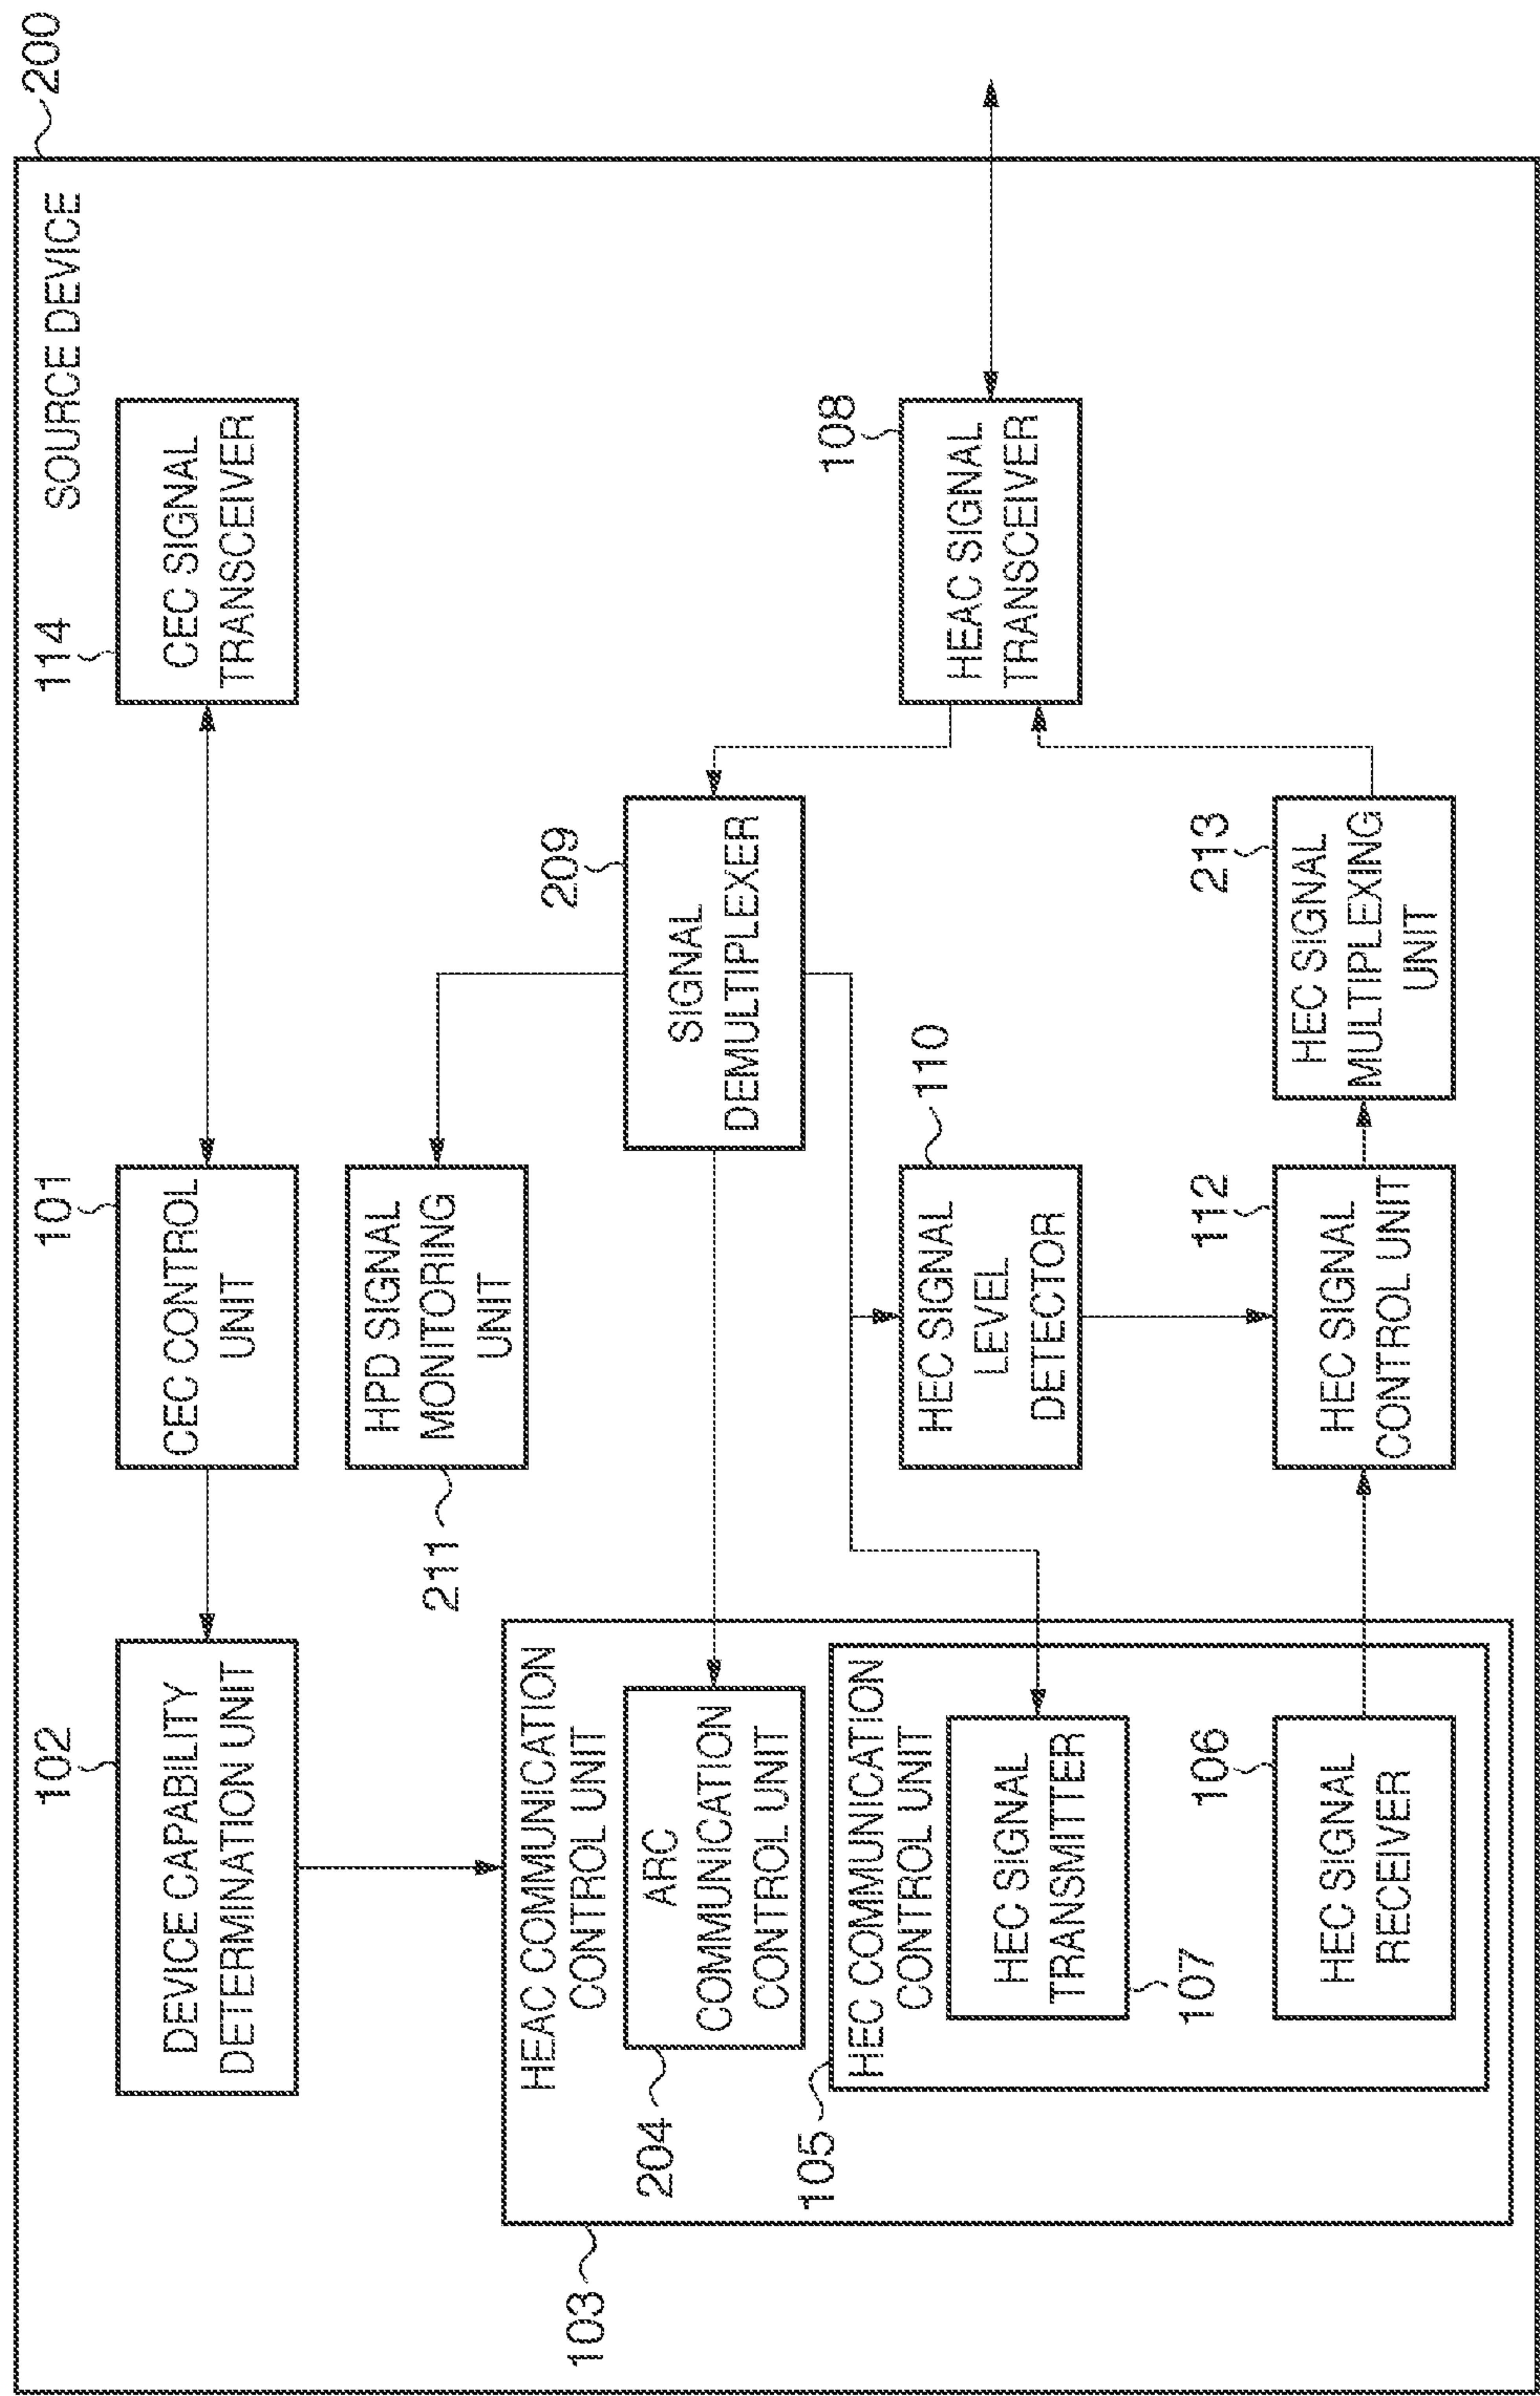 200
SOURCE DEVICE
102
DEVICE CAPABILITY
DETERMINATION UNIT
101
CEC CONTROL
UNIT
114
CEC SIGNAL
TRANSCEIVER
211
HPD SIGNAL
MONITORING
UNIT
103
HEAC COMMUNICATION
CONTROL UNIT
204
ARC
COMMUNICATION
CONTROL UNIT
209
SIGNAL
DEMULTIPLEXER
105
HEC COMMUNICATION
CONTROL UNIT
107
HEC SIGNAL
TRANSMITTER
110
HEC SIGNAL
LEVEL
DETECTOR
108
HEAC SIGNAL
TRANSCEIVER
106
HEC SIGNAL
RECEIVER
112
HEC SIGNAL
CONTROL UNIT
213
HEC SIGNAL
MULTIPLEXING
UNIT